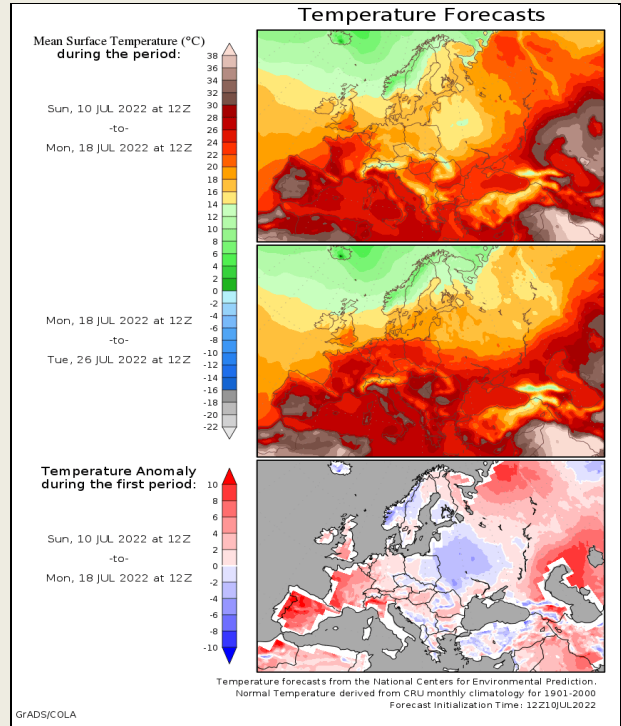 Temperature Forecasts
Mean Surface Temperature (°C)
during the period:
38
36
34
32
30
28
26
24
22
20
18
16
14
12
10
8
6
4
2
0
-2
-4
-6
-8
-10
-12
-14
-16
-18
-20
-22
Sun, 10 JUL 2022 at 12Z
-to-
Mon, 18 JUL 2022 at 12Z
Mon, 18 JUL 2022 at 12Z
-to-
Tue, 26 JUL 2022 at 12Z
Temperature Anomaly
during the first period:
10
8
6
4
2
0
-2
-4
-6
-8
-10
Sun, 10 JUL 2022 at 12Z
-to-
Mon, 18 JUL 2022 at 12Z
Temperature forecasts from the National Centers for Environmental Prediction.
Normal Temperature derived from CRU monthly climatology for 1901-2000
Forecast Initialization Time: 12Z10JUL2022
GrADS/COLA